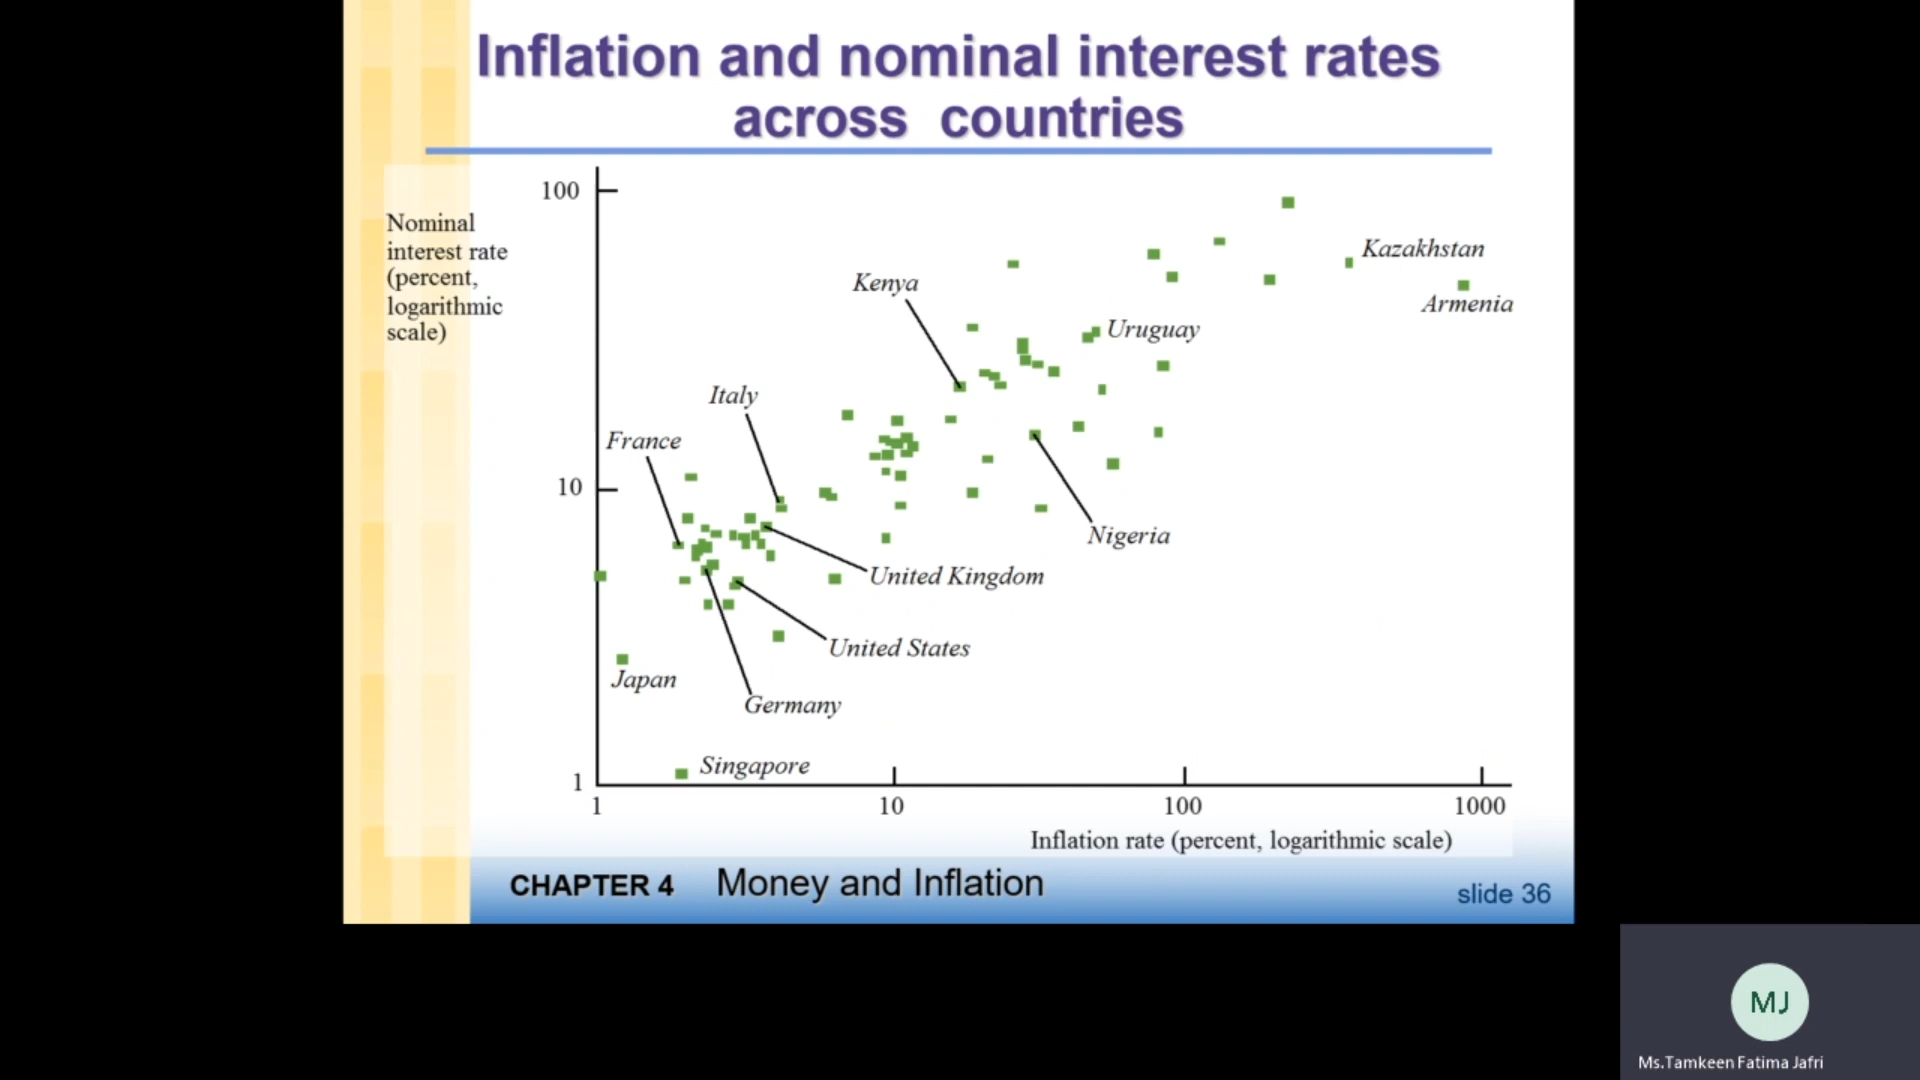 Inflation and nominal interest rates
across countries
100
Nominal
interest rate
(percent,
logarithmic
scale)
Kazakhstan
Kenya
Armenia
Uruguay
Italy
France
10
Nigeria
United Kingdom
United States
Japan
Germany
Singapore
1
1 10 100 1000
Inflation rate (percent, logarithmic scale)
CHAPTER 4 Money and Inflation
slide 36
MJ
Ms.Tamkeen Fatima Jafri